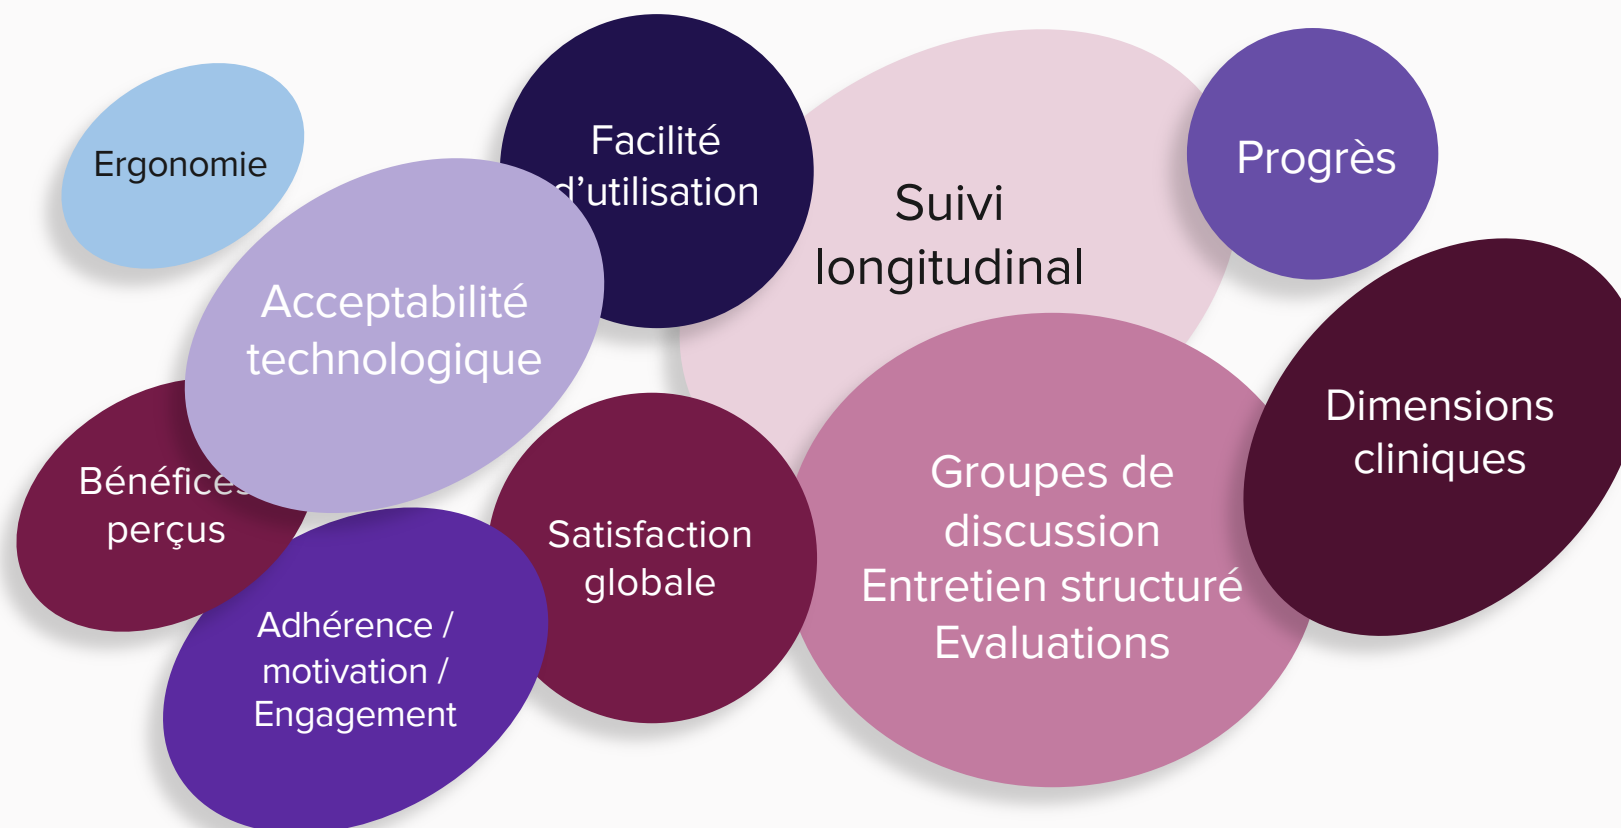 Ergonomie
Facilité
d’utilisation
Suivi
longitudinal
Progrès
Acceptabilité
technologique
Dimensions
cliniques
Bénéfices
perçus
Satisfaction
globale
Groupes de
discussion
Entretien structuré
Evaluations
Adhérence /
motivation /
Engagement